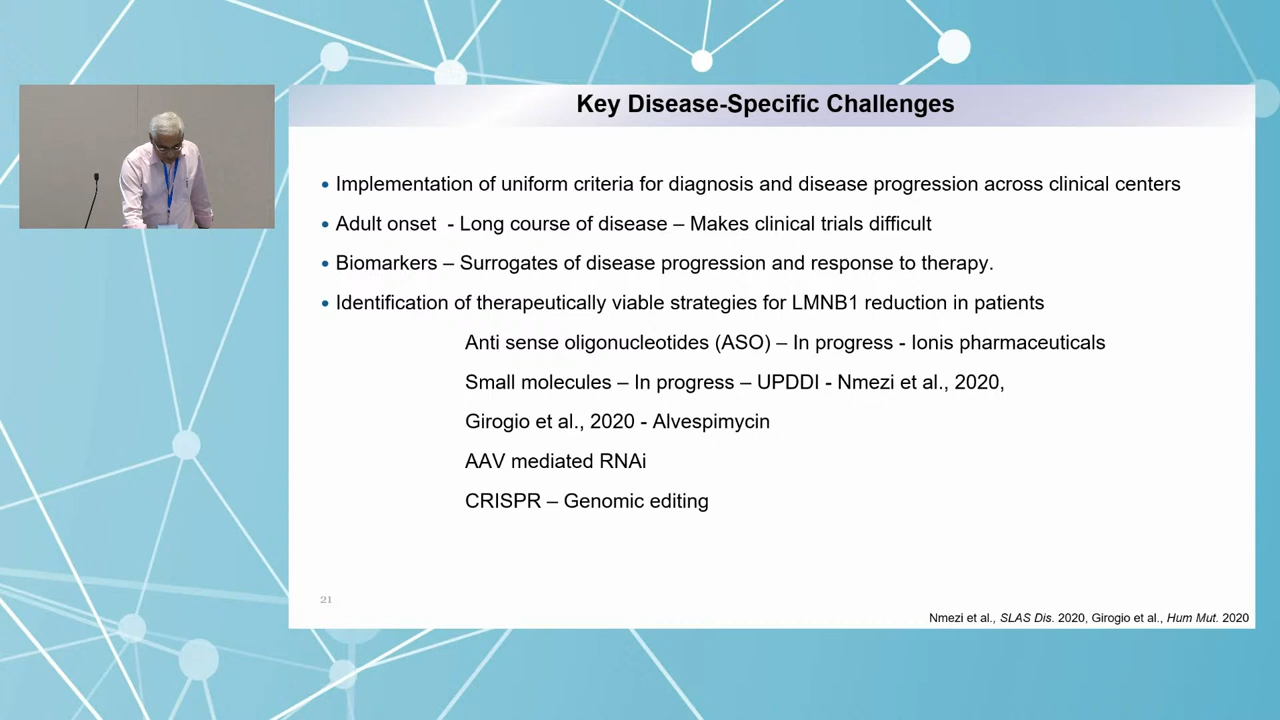 Key Disease-Specific Challenges
• Implementation of uniform criteria for diagnosis and disease progression across clinical centers
• Adult onset - Long course of disease – Makes clinical trials difficult
• Biomarkers – Surrogates of disease progression and response to therapy.
• Identification of therapeutically viable strategies for LMNB1 reduction in patients
Anti sense oligonucleotides (ASO) – In progress - Ionis pharmaceuticals
Small molecules – In progress – UPDDI - Nmezi et al., 2020,
Girogio et al., 2020 - Alvespimycin
AAV mediated RNAi
CRISPR – Genomic editing
21
Nmezi et al., SLAS Dis. 2020, Girogio et al., Hum Mut. 2020